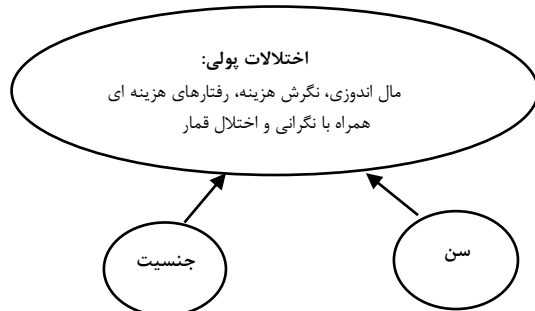 اختلالات پولی:
مال اندوزی، نگرش هزینه، رفتارهای هزینه ای
همراه با نگرانی و اختلال قمار
سن
جنسیت